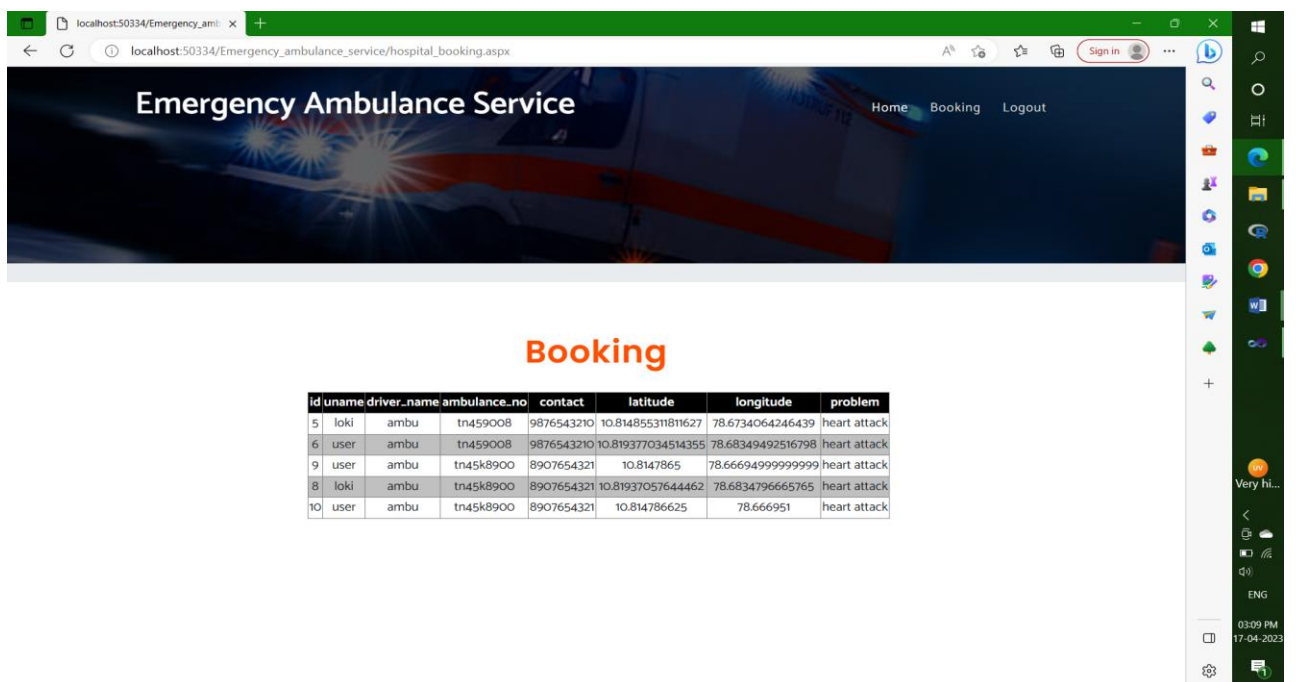 localhost:50334/Emergency_amb
localhost:50334/Emergency_ambulance_service/hospital_booking.aspx
Sign in
Emergency Ambulance Service
Home Booking Logout
Booking
id uname driver_name ambulance_no contact latitude longitude problem
5 loki ambu tn459008 9876543210 10.814855311811627 78.6734064246439 heart attack
6 user ambu tn459008 9876543210 10.819377034514355 78.68349492516798 heart attack
9 user ambu tn45k8900 8907654321 10.8147865 78.66694999999999 heart attack
8 loki ambu tn45k8900 8907654321 10.81937057644462 78.6834796665765 heart attack
10 user ambu tn45k8900 8907654321 10.814786625 78.666951 heart attack
UV
Very hi...
ENG
03:09 PM
17-04-2023
1